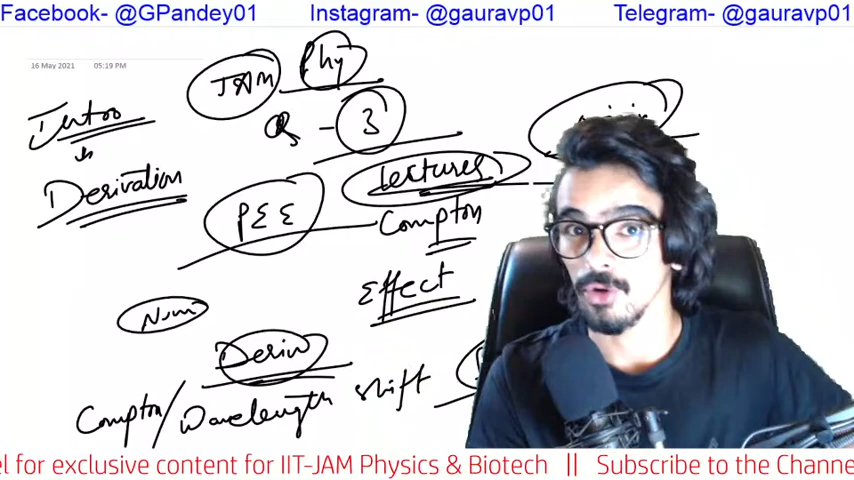 Facebook- @GPandey01 Instagram- @gauravp01 Telegram- @gauravp01
16 May 2021 05:19 PM
JAM Phy
Intro
3
Derivation
Lectures
PEE
Compton
Effect
Num
Deriv
Compton/Wavelength shift
el for exclusive content for IIT-JAM Physics & Biotech || Subscribe to the Channe